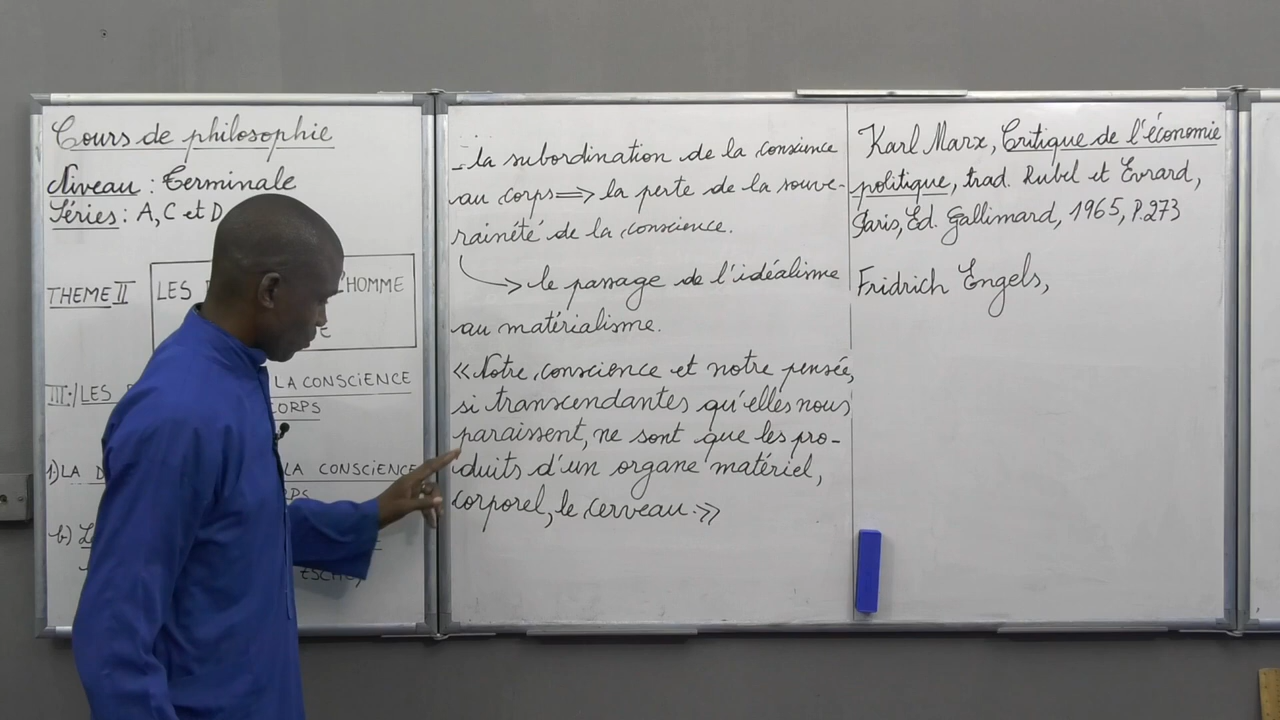 Cours de philosophie
Niveau : Terminale
Séries : A, C et D
THEME II
LES
L'HOMME
E
III:/ LES
LA CONSCIENCE
CORPS
1.) LA
LA CONSCIENCE
RPS
b)
- la subordination de la conscience
au corps => la perte de la souve-
raineté de la conscience.
-> le passage de l'idéalisme
au matérialisme.
« Notre conscience et notre pensée,
si transcendantes qu'elles nous
paraissent, ne sont que les pro-
duits d'un organe matériel,
corporel, le cerveau. »
Karl Marx, Critique de l'économie
politique, trad. Rubel et Evrard,
Paris, Ed. Gallimard, 1965, P.273
Fridrich Engels,